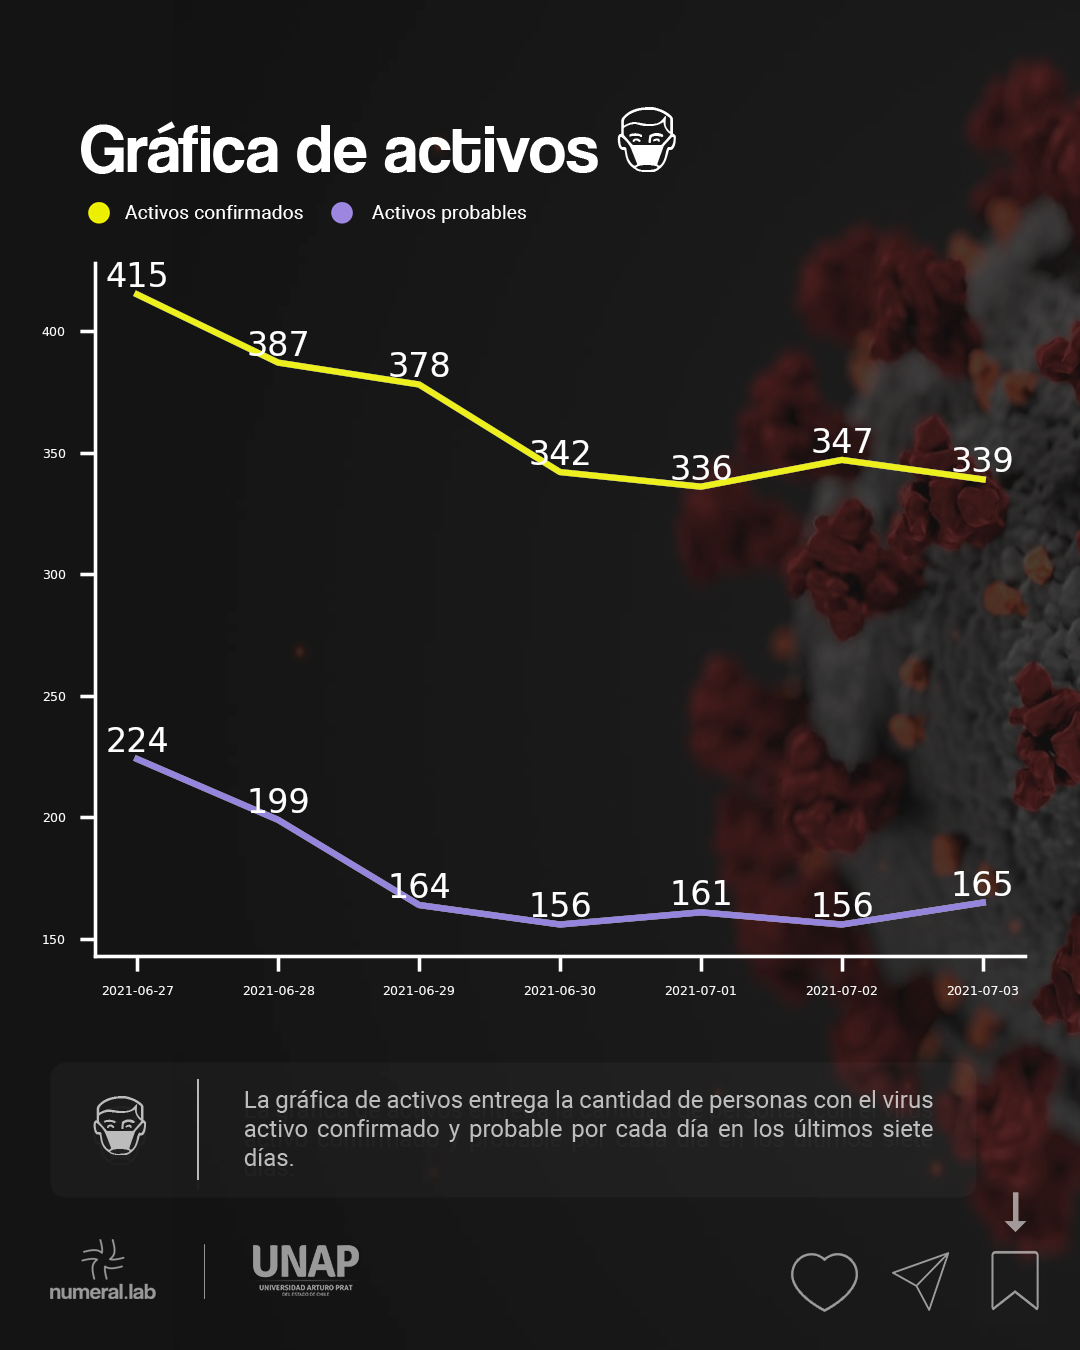 Gráfica de activos
Activos confirmados Activos probables
415
400
387
378
350
342
336
347
339
300
250
224
200
199
164
156
161
156
165
150
2021-06-27 2021-06-28 2021-06-29 2021-06-30 2021-07-01 2021-07-02 2021-07-03
La gráfica de activos entrega la cantidad de personas con el virus
activo confirmado y probable por cada día en los últimos siete
días.
numeral.lab
UNAP
UNIVERSIDAD ARTURO PRAT
DEL ESTADO DE CHILE